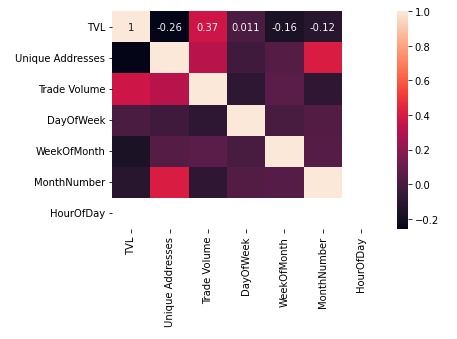 TVL 1 -0.26 0.37 0.011 -0.16 -0.12
Unique Addresses
Trade Volume
DayOfWeek
WeekOfMonth
MonthNumber
HourOfDay
TVL
Unique Addresses
Trade Volume
DayOfWeek
WeekOfMonth
MonthNumber
HourOfDay
1.0
0.8
0.6
0.4
0.2
0.0
−0.2